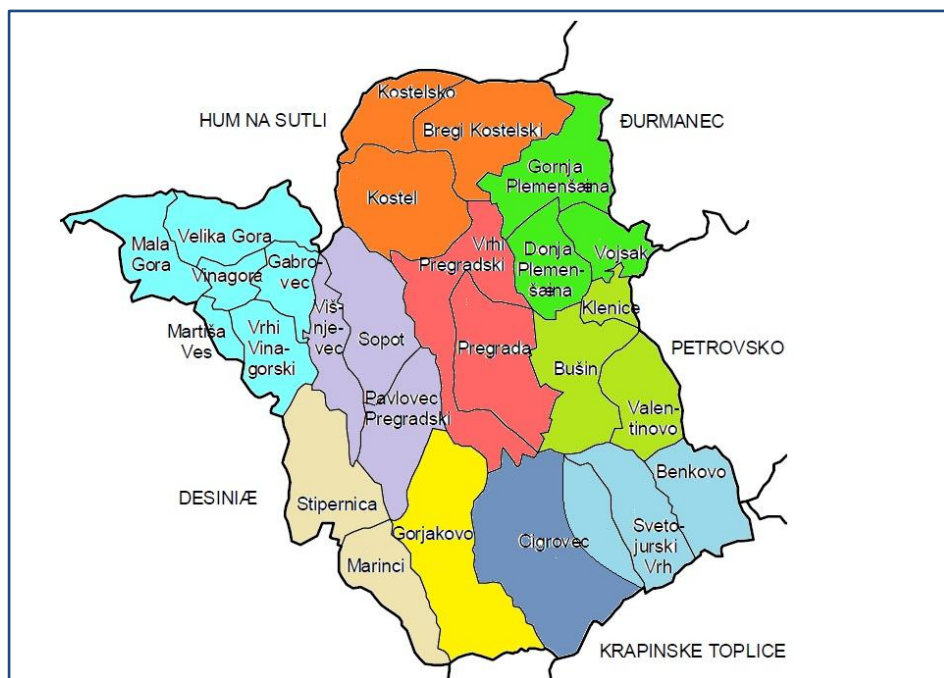 Kostelsko
HUM NA SUTLI
ĐURMANEC
Bregi Kostelski
Gornja
Plemenšæina
Kostel
Vrhi
Pregradski
Donja
Plemen-
šæina
Vojsak
Mala
Gora
Velika Gora
Gabro-
vec
Vinagora
Klenice
Martiša
Ves
Vrhi
Vina-
gorski
Viš-
nje-
vec
Sopot
Pregrada
PETROVSKO
Bušin
Pavlovec
Pregradski
Valen-
tinovo
Benkovo
DESINIÆ
Stipernica
Gorjakovo
Cigrovec
Sveto-
jurski
Vrh
Marinci
KRAPINSKE TOPLICE